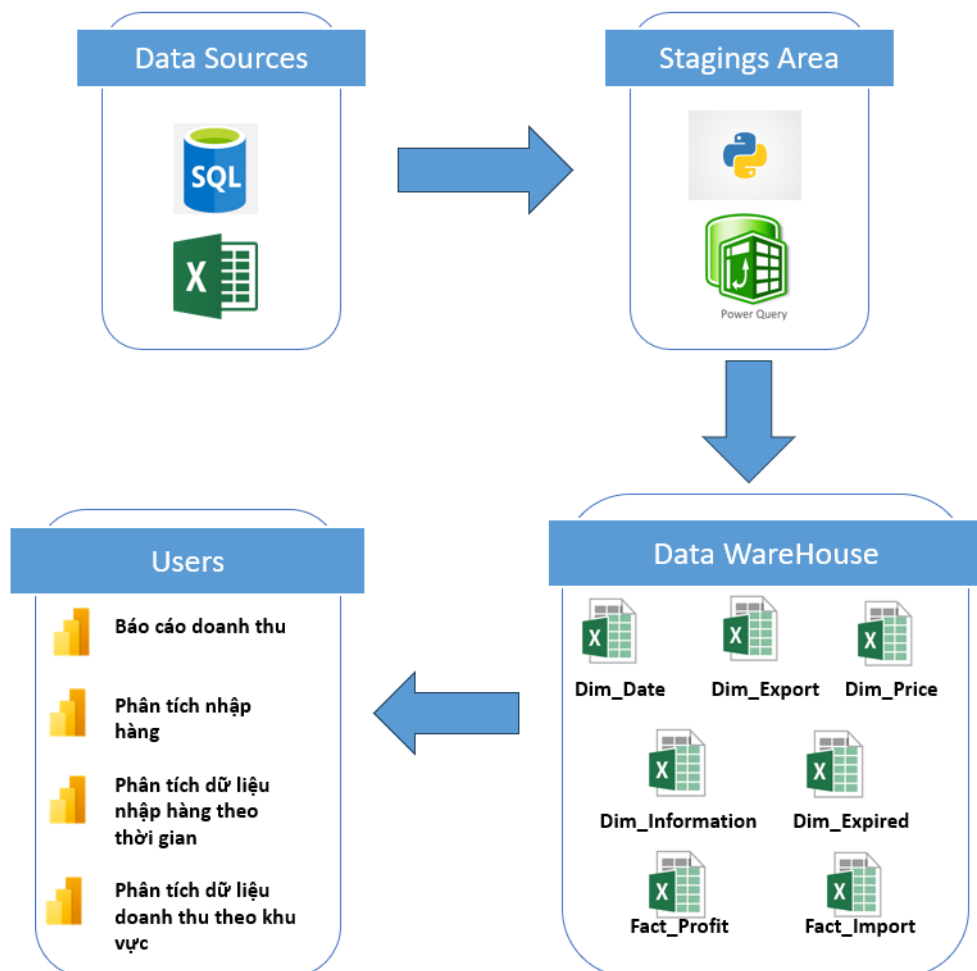 Data Sources
SQL
X
Stagings Area
Power Query
Users
Báo cáo doanh thu
Phân tích nhập
hàng
Phân tích dữ liệu
nhập hàng theo
thời gian
Phân tích dữ liệu
doanh thu theo khu
vực
Data WareHouse
X
X
X
Dim_Date
Dim_Export
Dim_Price
X
X
Dim_Information
Dim_Expired
X
X
Fact_Profit
Fact_Import